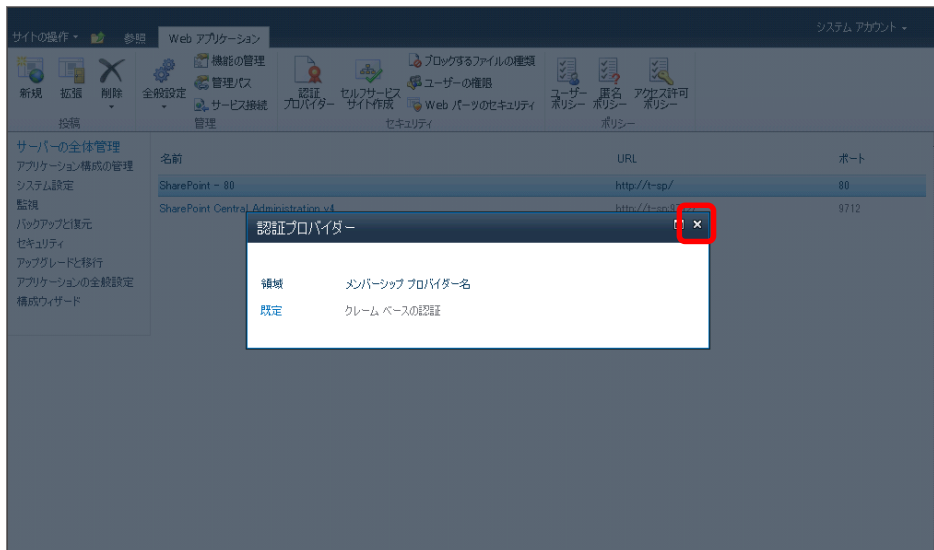 システム アカウント
サイトの操作 参照 Web アプリケーション
新規 拡張 削除
投稿
全般設定 機能の管理
管理パス
サービス接続
管理
認証プロバイダー セルフサービス サイト作成 ブロックするファイルの種類
ユーザーの権限
Web パーツのセキュリティ
セキュリティ
ユーザー ポリシー 匿名 ポリシー アクセス許可 ポリシー
ポリシー
サーバーの全体管理
アプリケーション構成の管理
システム設定
監視
バックアップと復元
セキュリティ
アップグレードと移行
アプリケーションの全般設定
構成ウィザード
名前 URL ポート
SharePoint - 80 http://t-sp/ 80
SharePoint Central Administration v4 http://t-sp:9712/ 9712
認証プロバイダー
領域 メンバーシップ プロバイダー名
既定 クレーム ベースの認証